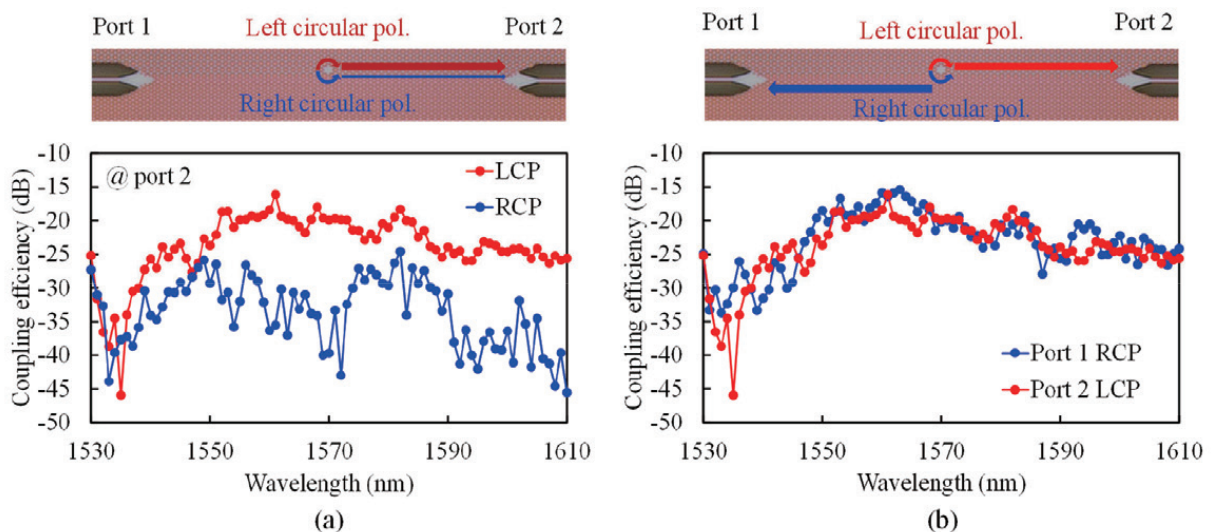 Port 1 Left circular pol. Port 2
Right circular pol.
@ port 2
LCP
RCP
Coupling efficiency (dB)
-10
-15
-20
-25
-30
-35
-40
-45
-50
1530 1550 1570 1590 1610
Wavelength (nm)
(a)
Port 1 Left circular pol. Port 2
Right circular pol.
Coupling efficiency (dB)
-10
-15
-20
-25
-30
-35
-40
-45
-50
Port 1 RCP
Port 2 LCP
1530 1550 1570 1590 1610
Wavelength (nm)
(b)